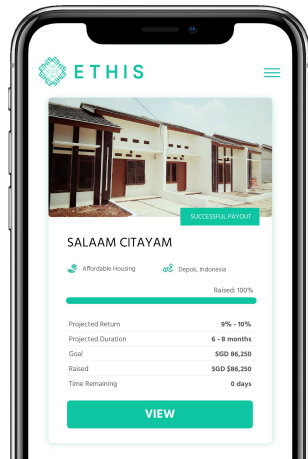 ETHIS
SUCCESSFUL PAYOUT
SALAAM CITAYAM
Affordable Housing
Depok, Indonesia
Raised: 100%
Projected Return 9% - 10%
Projected Duration 6 - 8 months
Goal SGD 86,250
Raised SGD $86,250
Time Remaining 0 days
VIEW